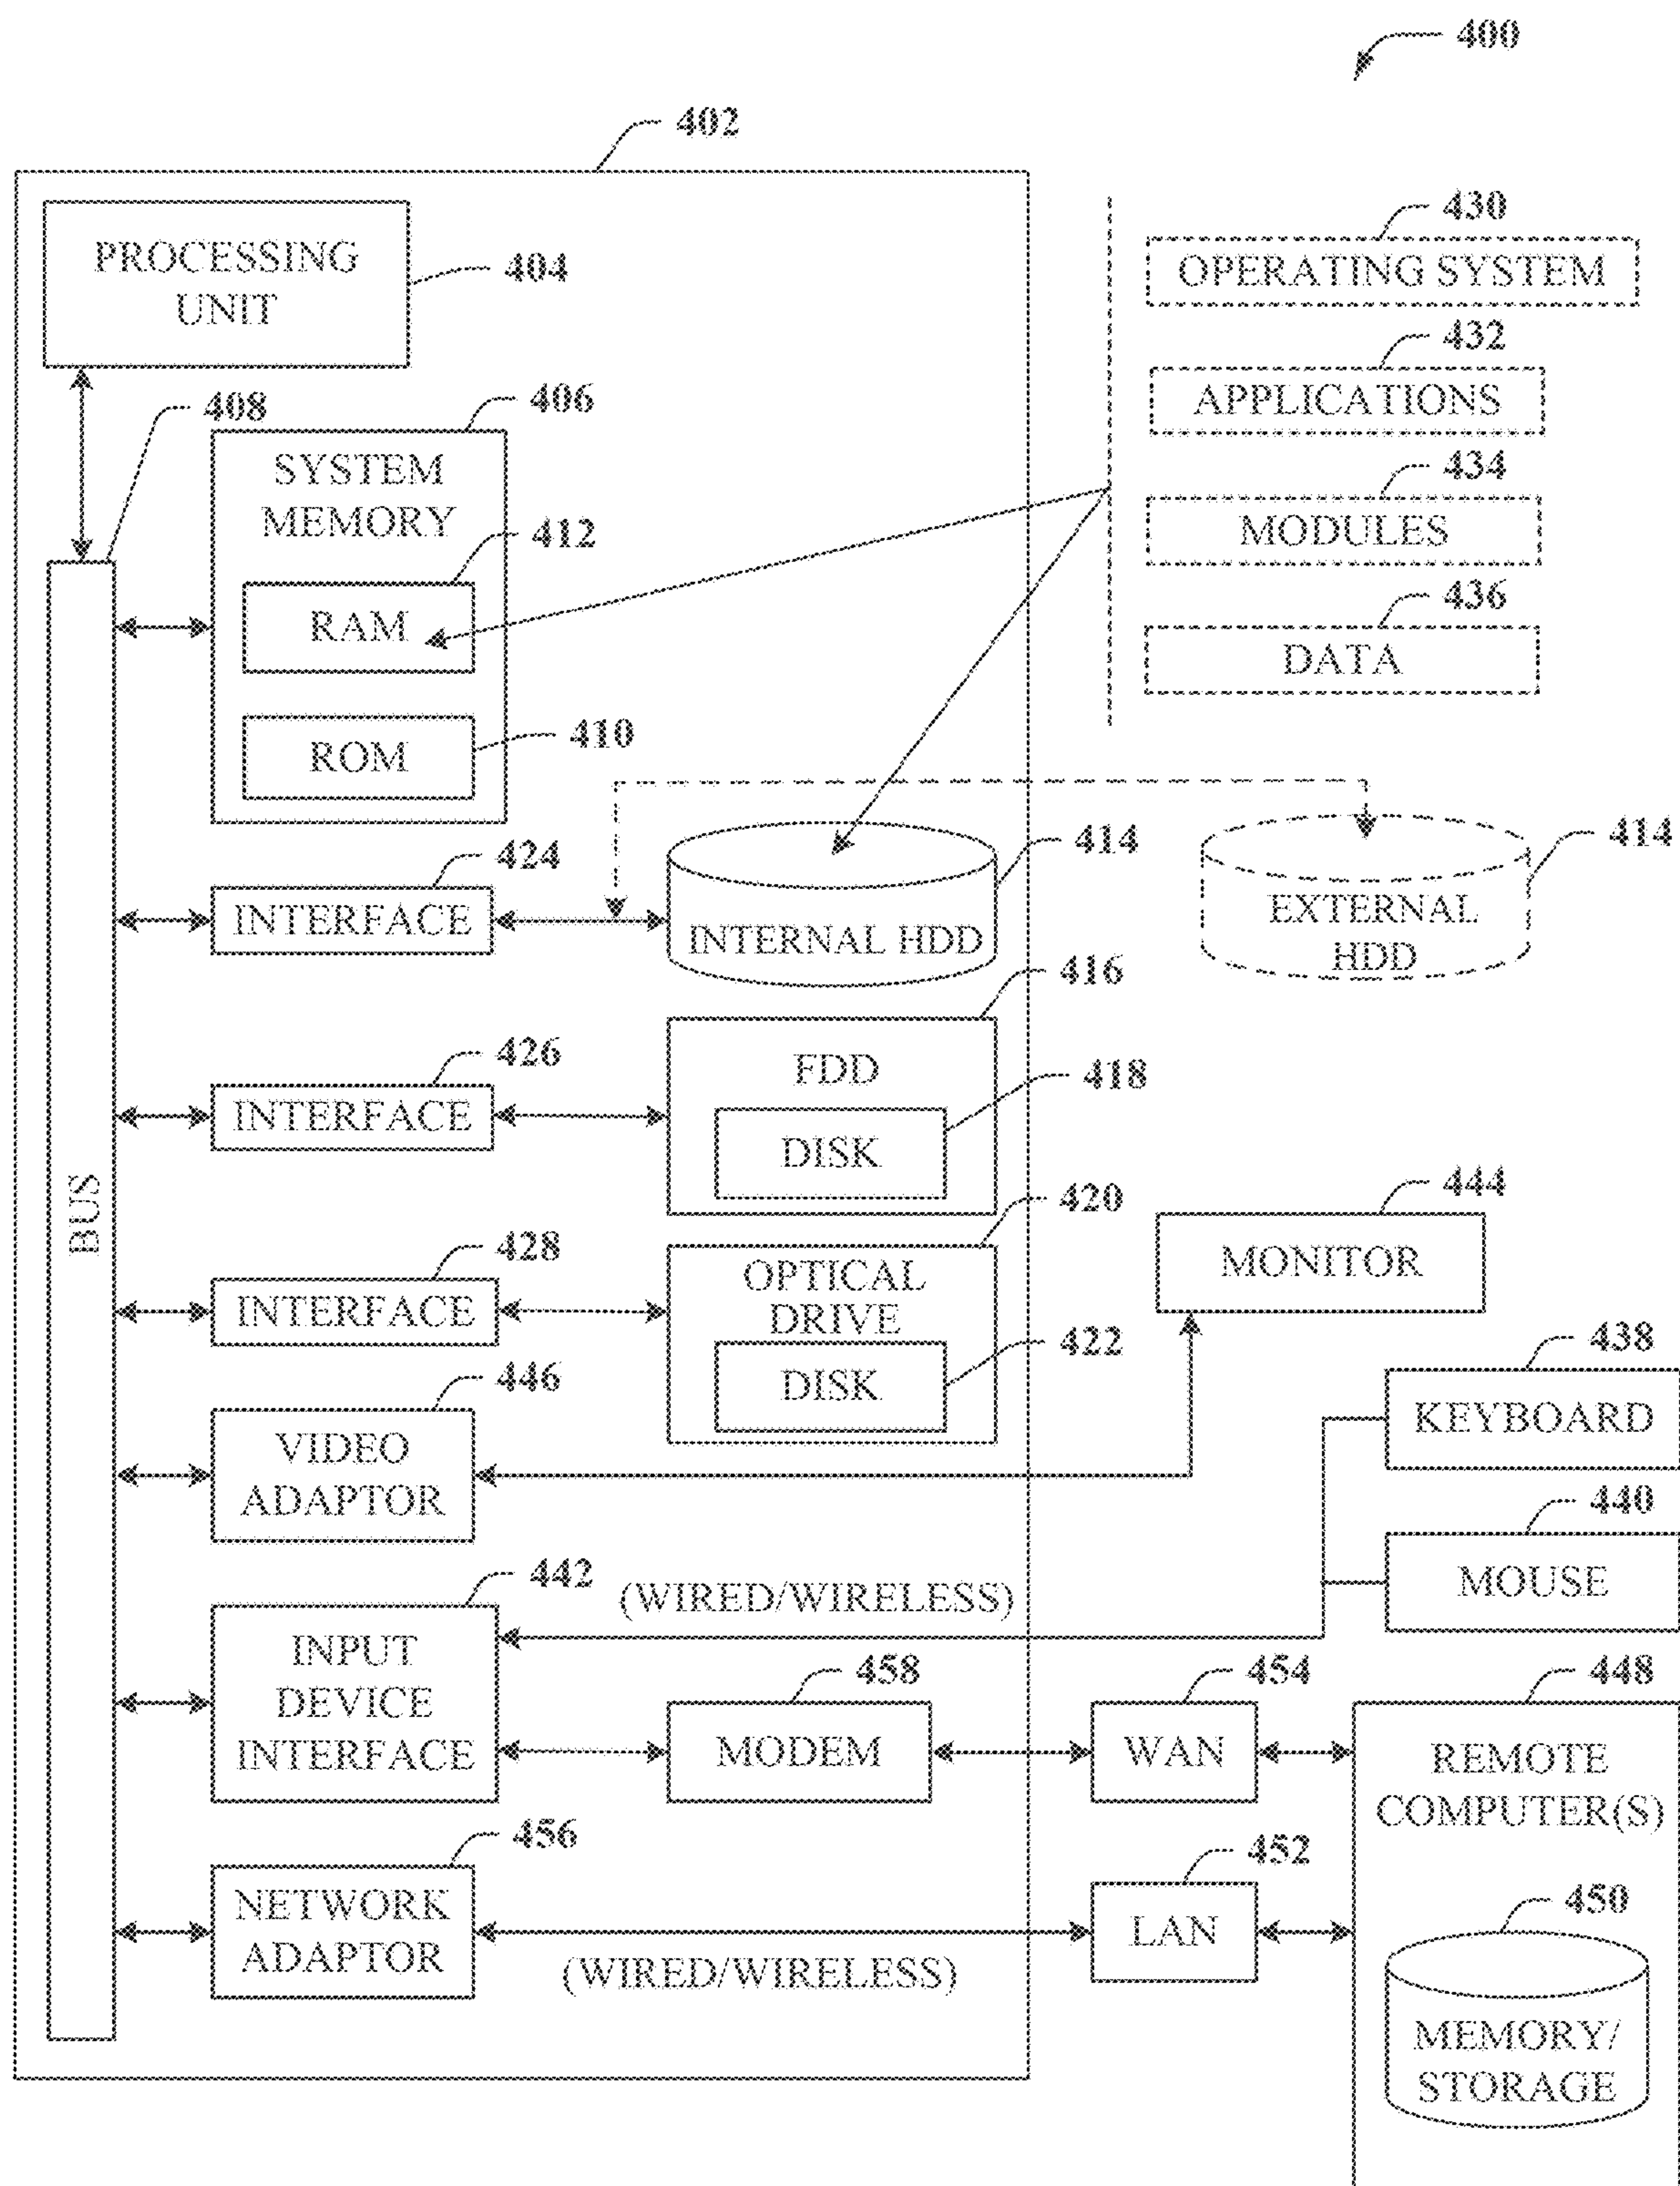 400
402
PROCESSING
UNIT
404
430
OPERATING SYSTEM
432
APPLICATIONS
434
MODULES
436
DATA
408
406
SYSTEM
MEMORY
412
RAM
410
ROM
BUS
424
INTERFACE
414
INTERNAL HDD
414
EXTERNAL
HDD
426
INTERFACE
416
FDD
418
DISK
428
INTERFACE
420
OPTICAL
DRIVE
422
DISK
444
MONITOR
446
VIDEO
ADAPTOR
438
KEYBOARD
440
MOUSE
442
(WIRED/WIRELESS)
INPUT
DEVICE
INTERFACE
458
MODEM
454
WAN
448
REMOTE
COMPUTER(S)
456
NETWORK
ADAPTOR
(WIRED/WIRELESS)
452
LAN
450
MEMORY/
STORAGE